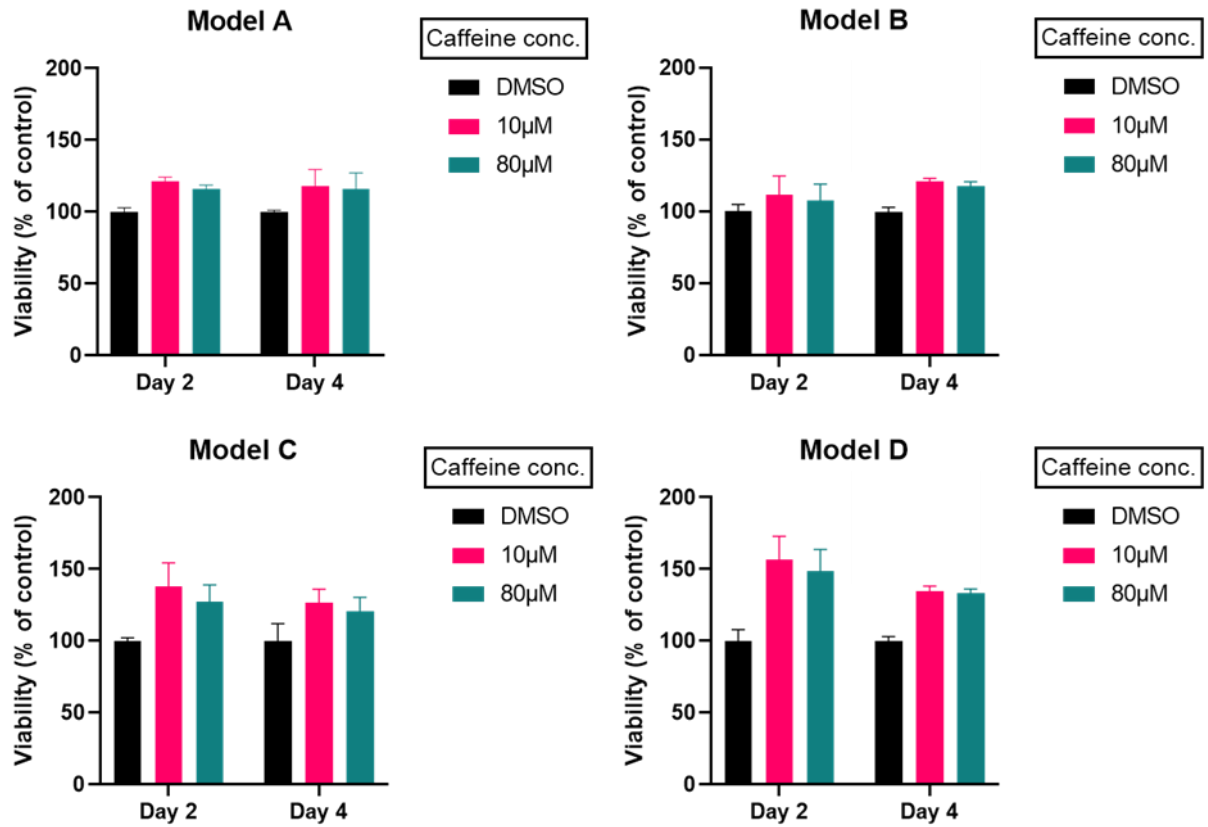 Model A
Caffeine conc.
DMSO
10µM
80µM
Viability (% of control)
200
150
100
50
0
Day 2
Day 4
Model B
Caffeine conc.
DMSO
10µM
80µM
Viability (% of control)
200
150
100
50
0
Day 2
Day 4
Model C
Caffeine conc.
DMSO
10µM
80µM
Viability (% of control)
200
150
100
50
0
Day 2
Day 4
Model D
Caffeine conc.
DMSO
10µM
80µM
Viability (% of control)
200
150
100
50
0
Day 2
Day 4